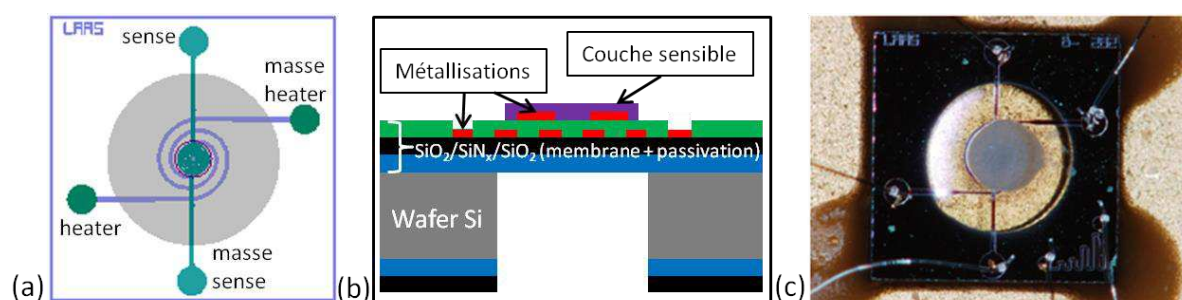 LAAS
sense
masse
heater
heater
masse
sense
(a)
Métallisations
Couche sensible
SiO₂/SiNₓ/SiO₂ (membrane + passivation)
Wafer Si
(b)
LAAS
(c)